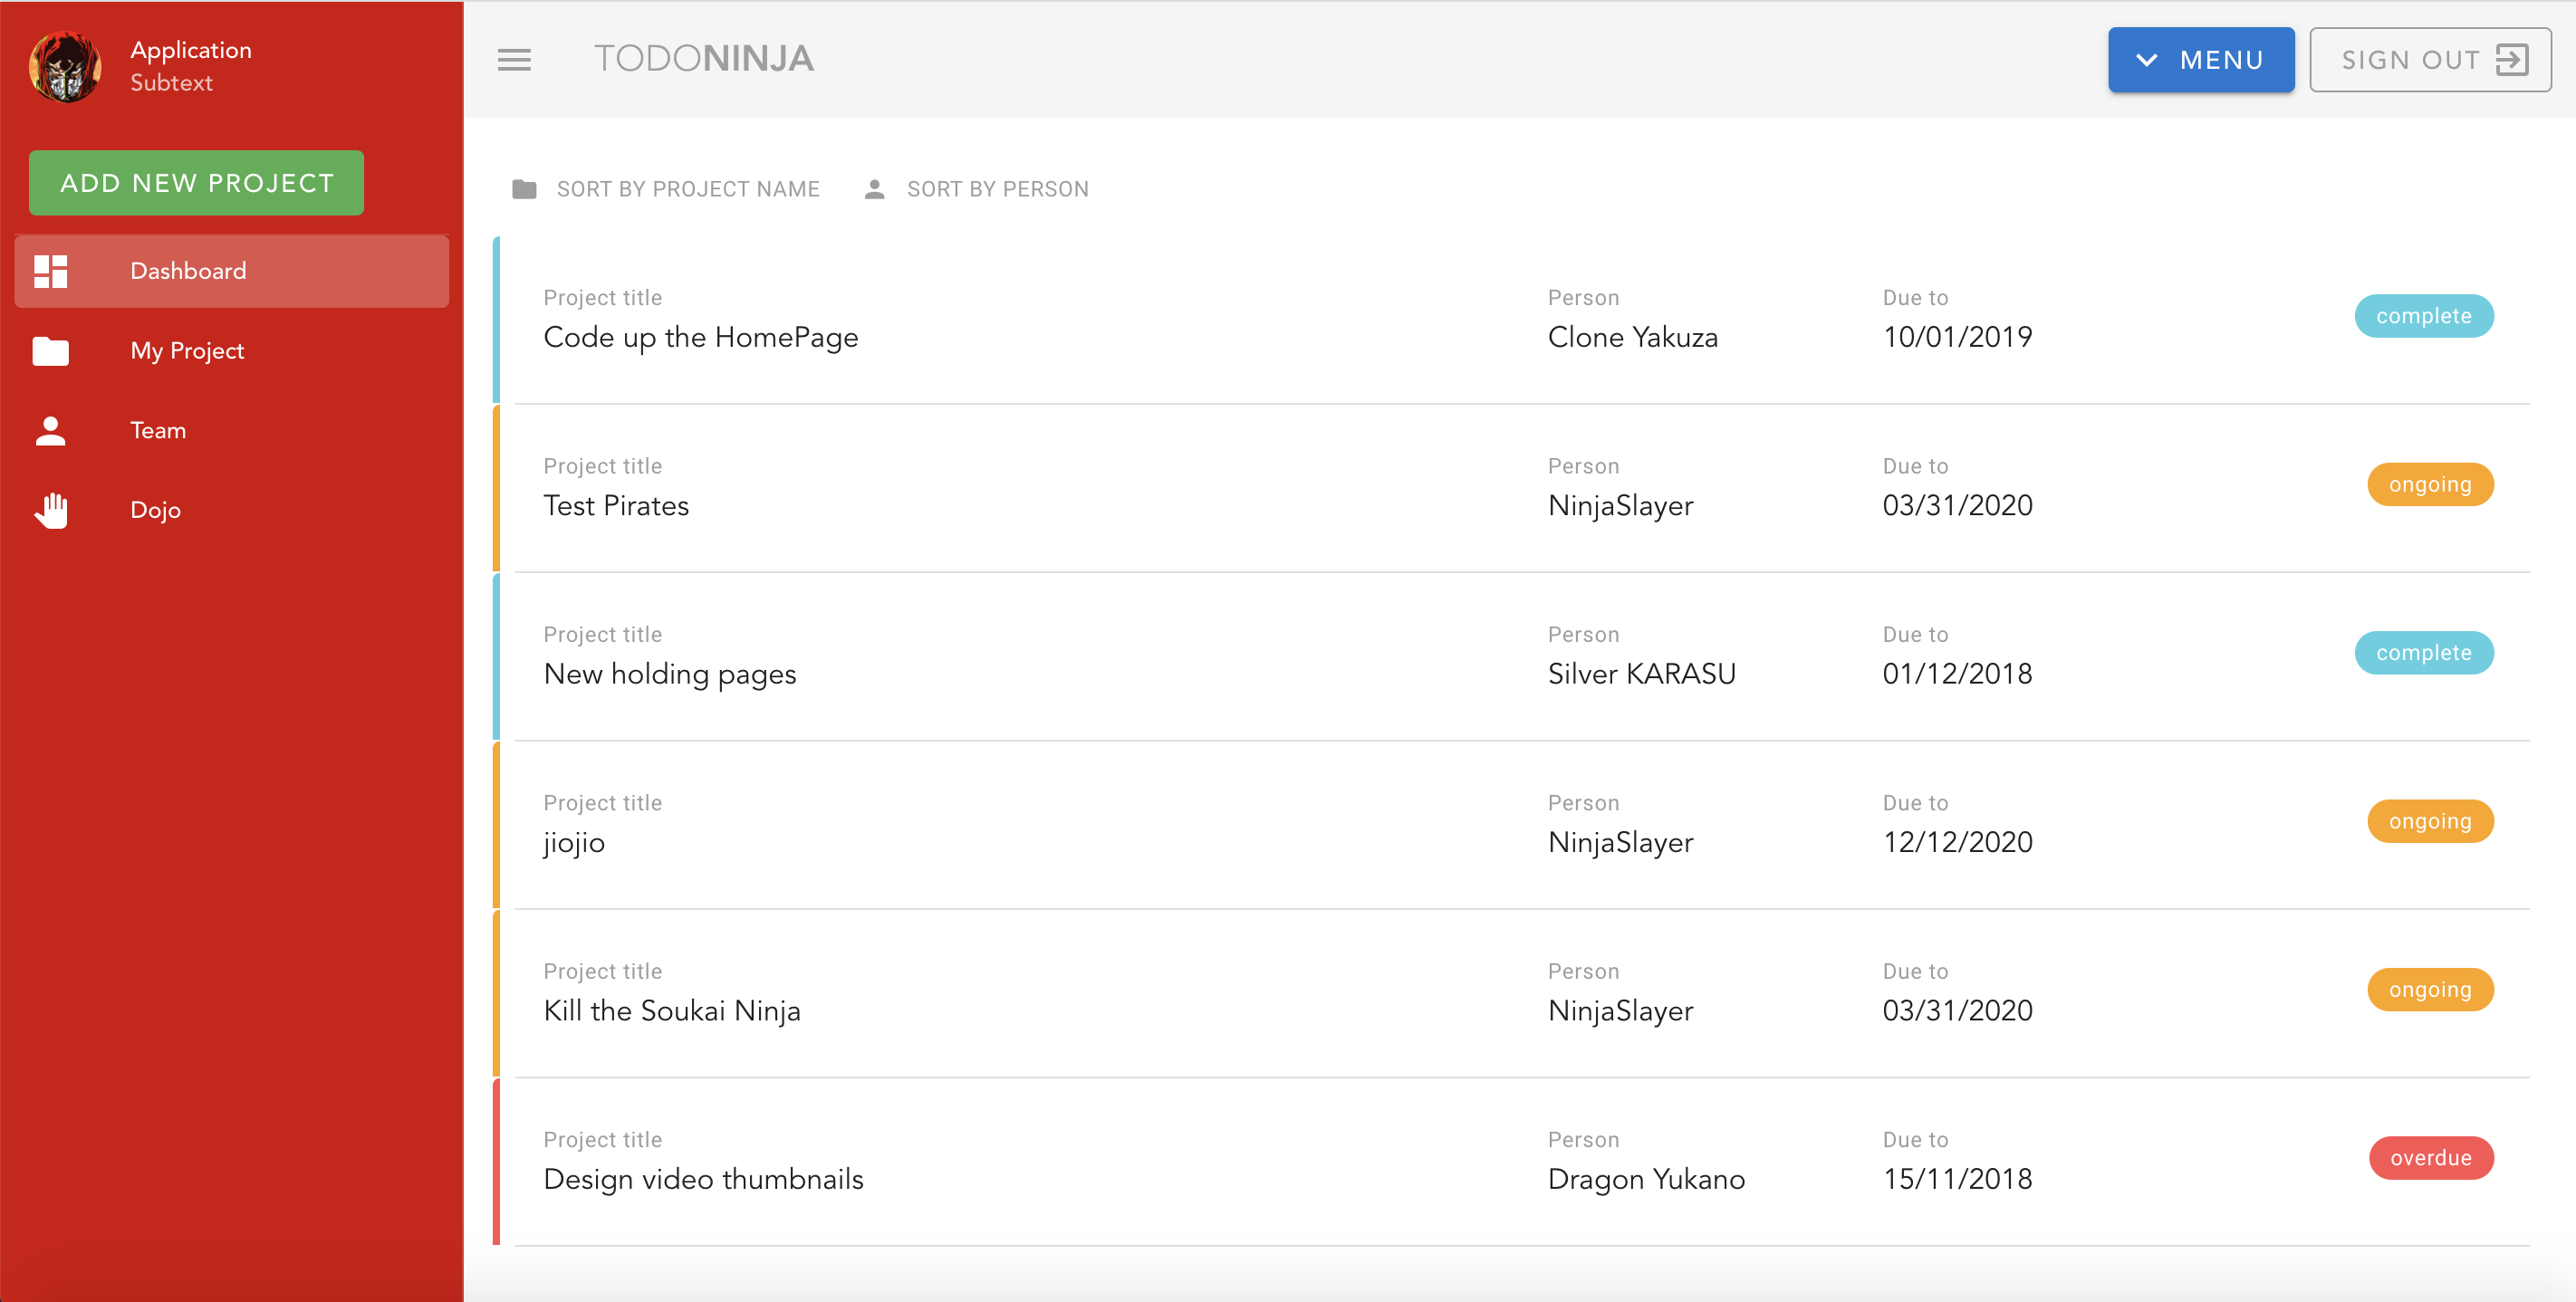 Application
Subtext
ADD NEW PROJECT
Dashboard
My Project
Team
Dojo
TODONINJA
MENU
SIGN OUT
SORT BY PROJECT NAME SORT BY PERSON
Project title Person Due to
Code up the HomePage Clone Yakuza 10/01/2019
complete
Project title Person Due to
Test Pirates NinjaSlayer 03/31/2020
ongoing
Project title Person Due to
New holding pages Silver KARASU 01/12/2018
complete
Project title Person Due to
jiojio NinjaSlayer 12/12/2020
ongoing
Project title Person Due to
Kill the Soukai Ninja NinjaSlayer 03/31/2020
ongoing
Project title Person Due to
Design video thumbnails Dragon Yukano 15/11/2018
overdue